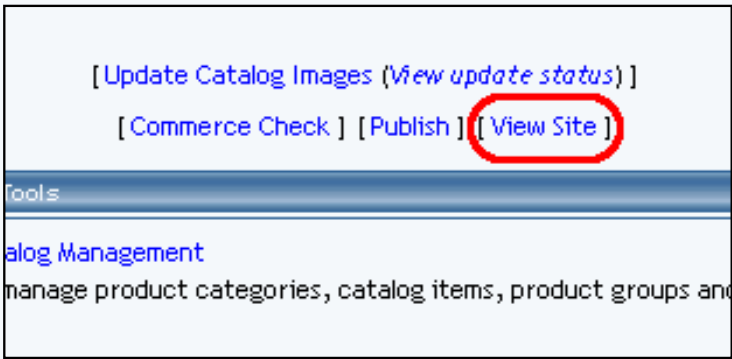 [Update Catalog Images (View update status) ]
[Commerce Check ] [Publish ] [ View Site ]
Tools
alog Management
manage product categories, catalog items, product groups and